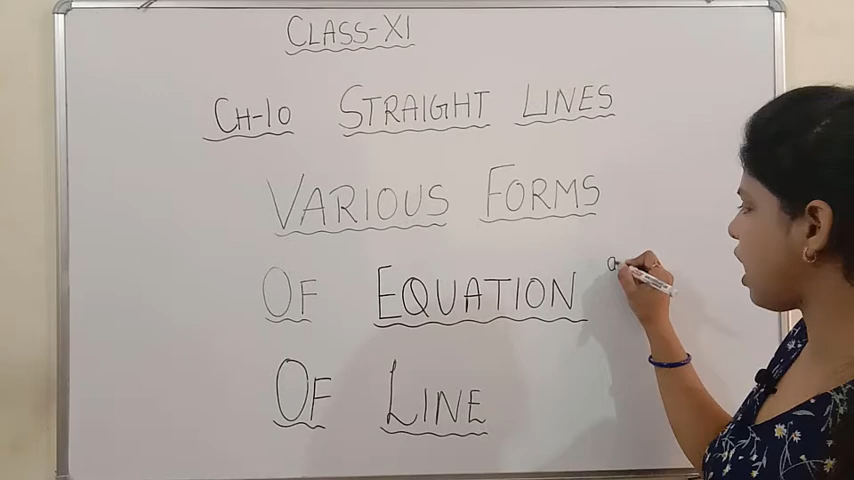 CLASS-XI
CH-10 STRAIGHT LINES
VARIOUS FORMS
OF EQUATION a
OF LINE